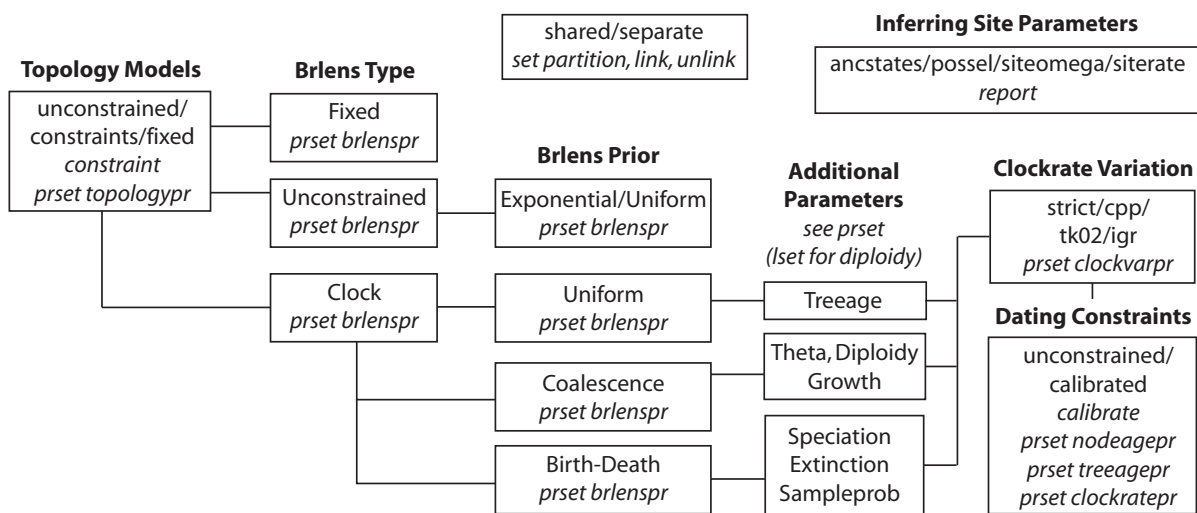 shared/separate
set partition, link, unlink
Inferring Site Parameters
ancstates/possel/siteomega/siterate
report
Topology Models
unconstrained/
constraints/fixed
constraint
prset topologypr
Brlens Type
Fixed
prset brlenspr
Unconstrained
prset brlenspr
Clock
prset brlenspr
Brlens Prior
Exponential/Uniform
prset brlenspr
Uniform
prset brlenspr
Coalescence
prset brlenspr
Birth-Death
prset brlenspr
Additional
Parameters
see prset
(lset for diploidy)
Treeage
Theta, Diploidy
Growth
Speciation
Extinction
Sampleprob
Clockrate Variation
strict/cpp/
tk02/igr
prset clockvarpr
Dating Constraints
unconstrained/
calibrated
calibrate
prset nodeagepr
prset treeagepr
prset clockratepr